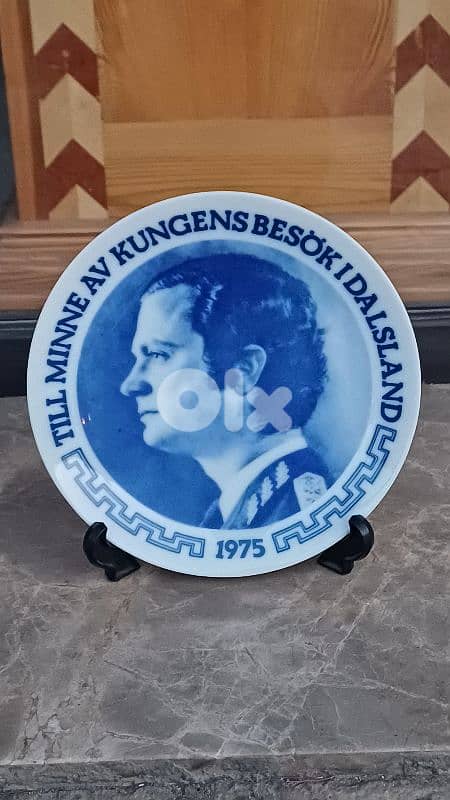 TILL MINNE AV KUNGENS BESÖK I DALSLAND
olx
1975